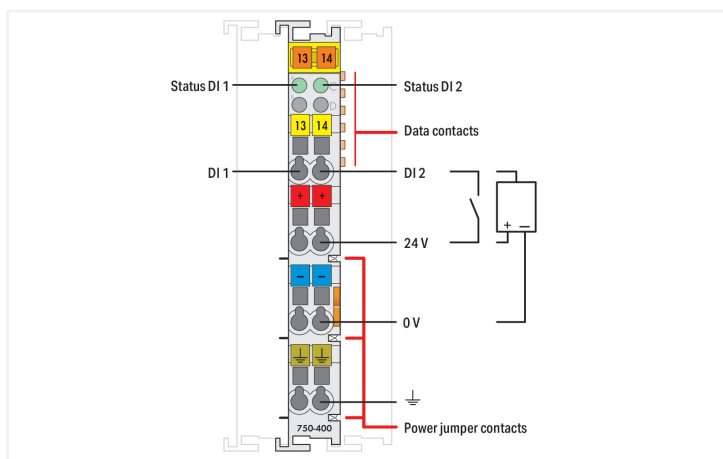 13 14
Status DI 1
Status DI 2
C
D
13 14
Data contacts
DI 1
DI 2
+ +
+ −
24 V
− −
0 V
750-400
Power jumper contacts